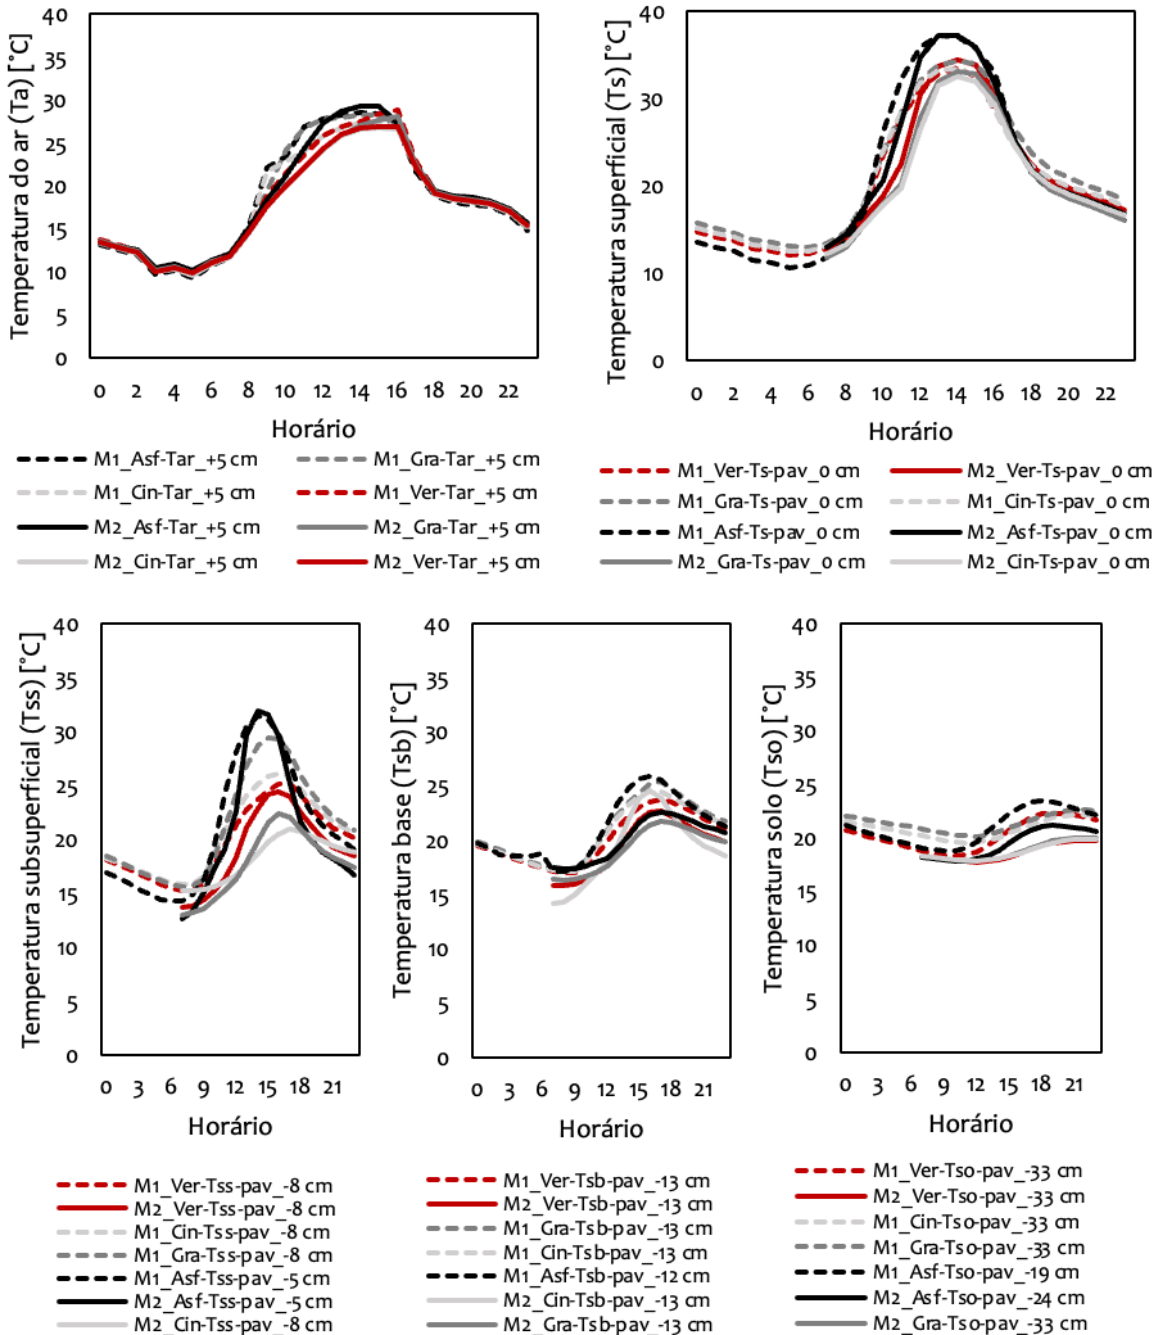 Temperatura do ar (Ta) [˚C]
40
35
30
25
20
15
10
5
0
0 2 4 6 8 10 12 14 16 18 20 22
Horário
M1_Asf-Tar_+5 cm M1_Gra-Tar_+5 cm
M1_Cin-Tar_+5 cm M1_Ver-Tar_+5 cm
M2_Asf-Tar_+5 cm M2_Gra-Tar_+5 cm
M2_Cin-Tar_+5 cm M2_Ver-Tar_+5 cm
Temperatura superficial (Ts) [˚C]
40
30
20
10
0
0 2 4 6 8 10 12 14 16 18 20 22
Horário
M1_Ver-Ts-pav_0 cm M2_Ver-Ts-pav_0 cm
M1_Gra-Ts-pav_0 cm M1_Cin-Ts-pav_0 cm
M1_Asf-Ts-pav_0 cm M2_Asf-Ts-pav_0 cm
M2_Gra-Ts-pav_0 cm M2_Cin-Ts-pav_0 cm
Temperatura subsuperficial (Tss) [˚C]
40
35
30
25
20
15
10
5
0
0 3 6 9 12 15 18 21
Horário
M1_Ver-Tss-pav_-8 cm
M2_Ver-Tss-pav_-8 cm
M1_Cin-Tss-pav_-8 cm
M1_Gra-Tss-pav_-8 cm
M1_Asf-Tss-pav_-5 cm
M2_Asf-Tss-pav_-5 cm
M2_Cin-Tss-pav_-8 cm
Temperatura base (Tsb) [˚C]
40
35
30
25
20
15
10
5
0
0 3 6 9 12 15 18 21
Horário
M1_Ver-Tsb-pav_-13 cm
M2_Ver-Tsb-pav_-13 cm
M1_Gra-Tsb-pav_-13 cm
M1_Cin-Tsb-pav_-13 cm
M1_Asf-Tsb-pav_-12 cm
M2_Cin-Tsb-pav_-13 cm
M2_Gra-Tsb-pav_-13 cm
Temperatura solo (Tso) [˚C]
40
35
30
25
20
15
10
5
0
0 3 6 9 12 15 18 21
Horário
M1_Ver-Tso-pav_-33 cm
M2_Ver-Tso-pav_-33 cm
M1_Cin-Tso-pav_-33 cm
M1_Gra-Tso-pav_-33 cm
M1_Asf-Tso-pav_-19 cm
M2_Asf-Tso-pav_-24 cm
M2_Gra-Tso-pav_-33 cm